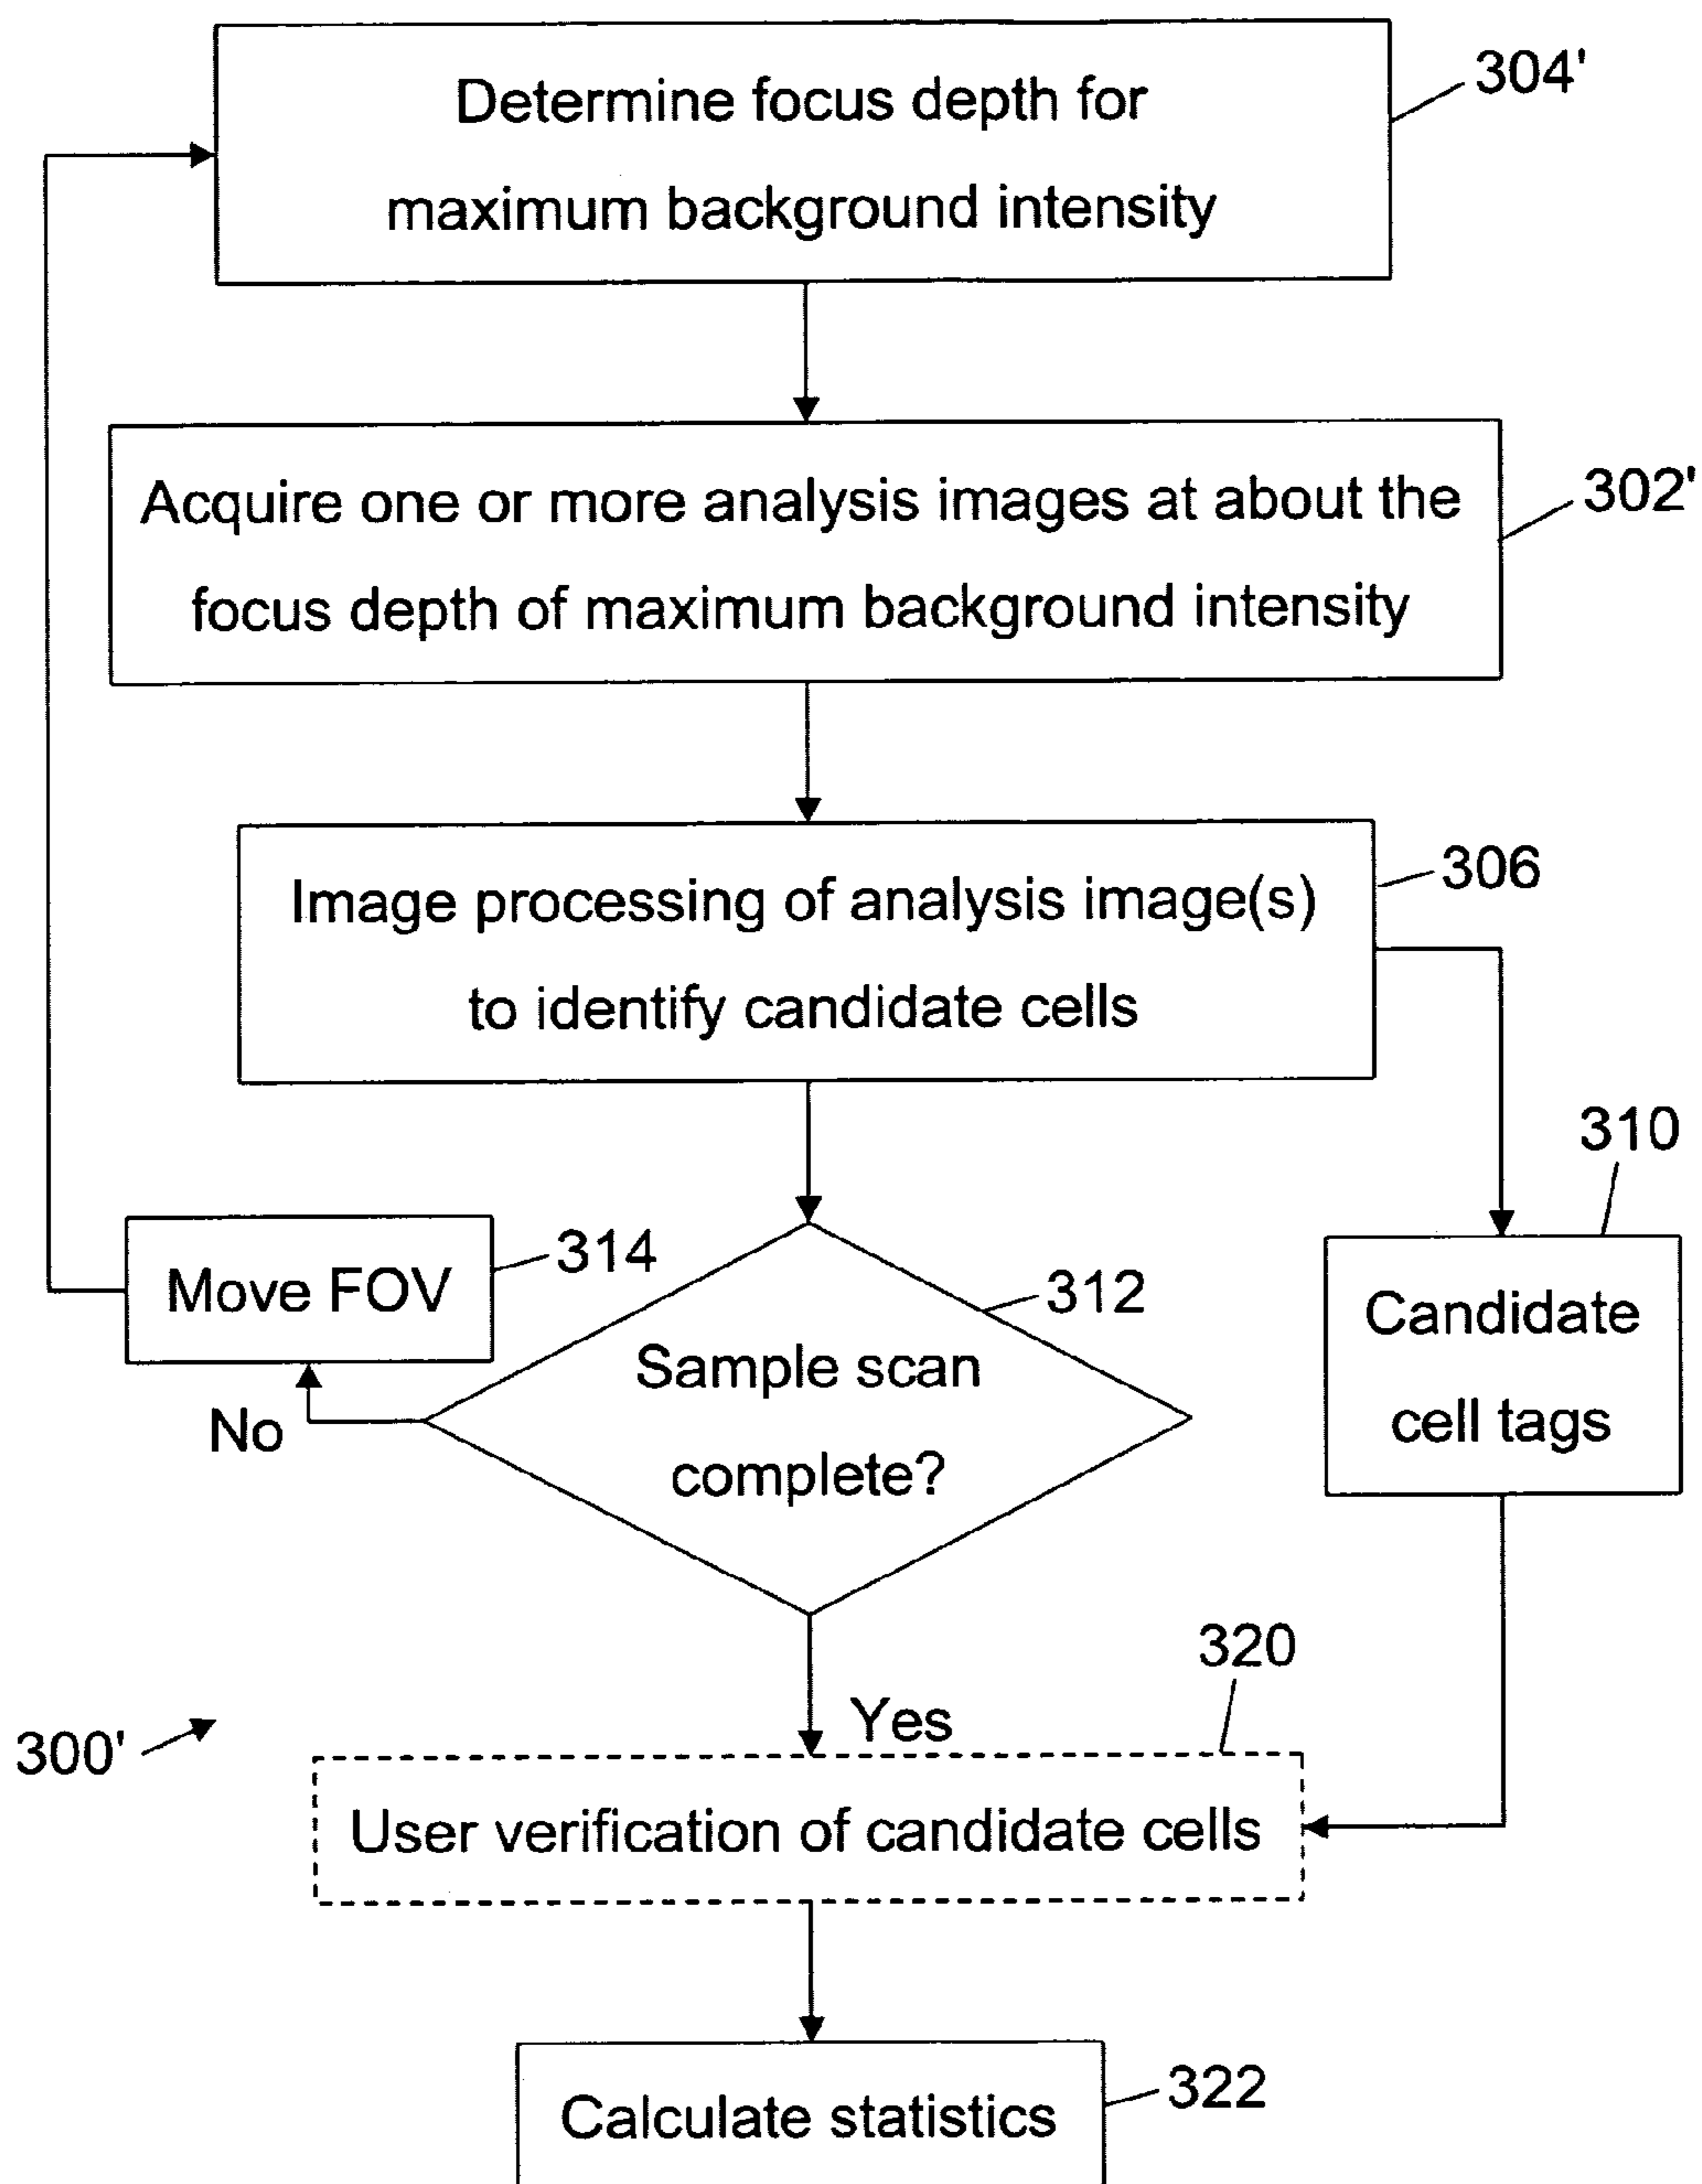 Determine focus depth for
maximum background intensity
304'
Acquire one or more analysis images at about the
focus depth of maximum background intensity
302'
Image processing of analysis image(s)
to identify candidate cells
306
310
Candidate
cell tags
Move FOV
314
312
Sample scan
complete?
No
Yes
300'
320
User verification of candidate cells
Calculate statistics
322